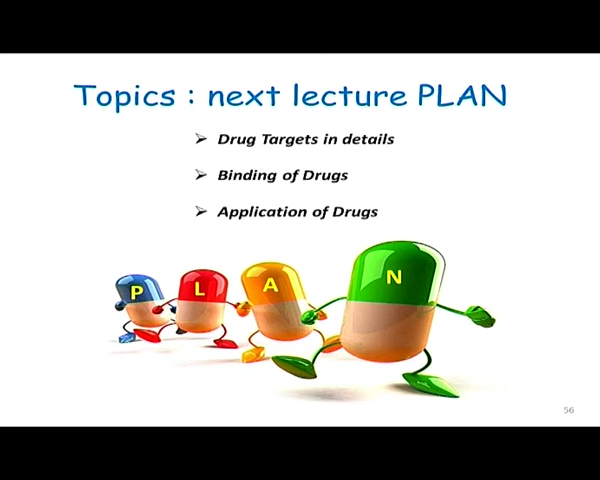 Topics : next lecture PLAN
➢ Drug Targets in details
➢ Binding of Drugs
➢ Application of Drugs
P L A N
56